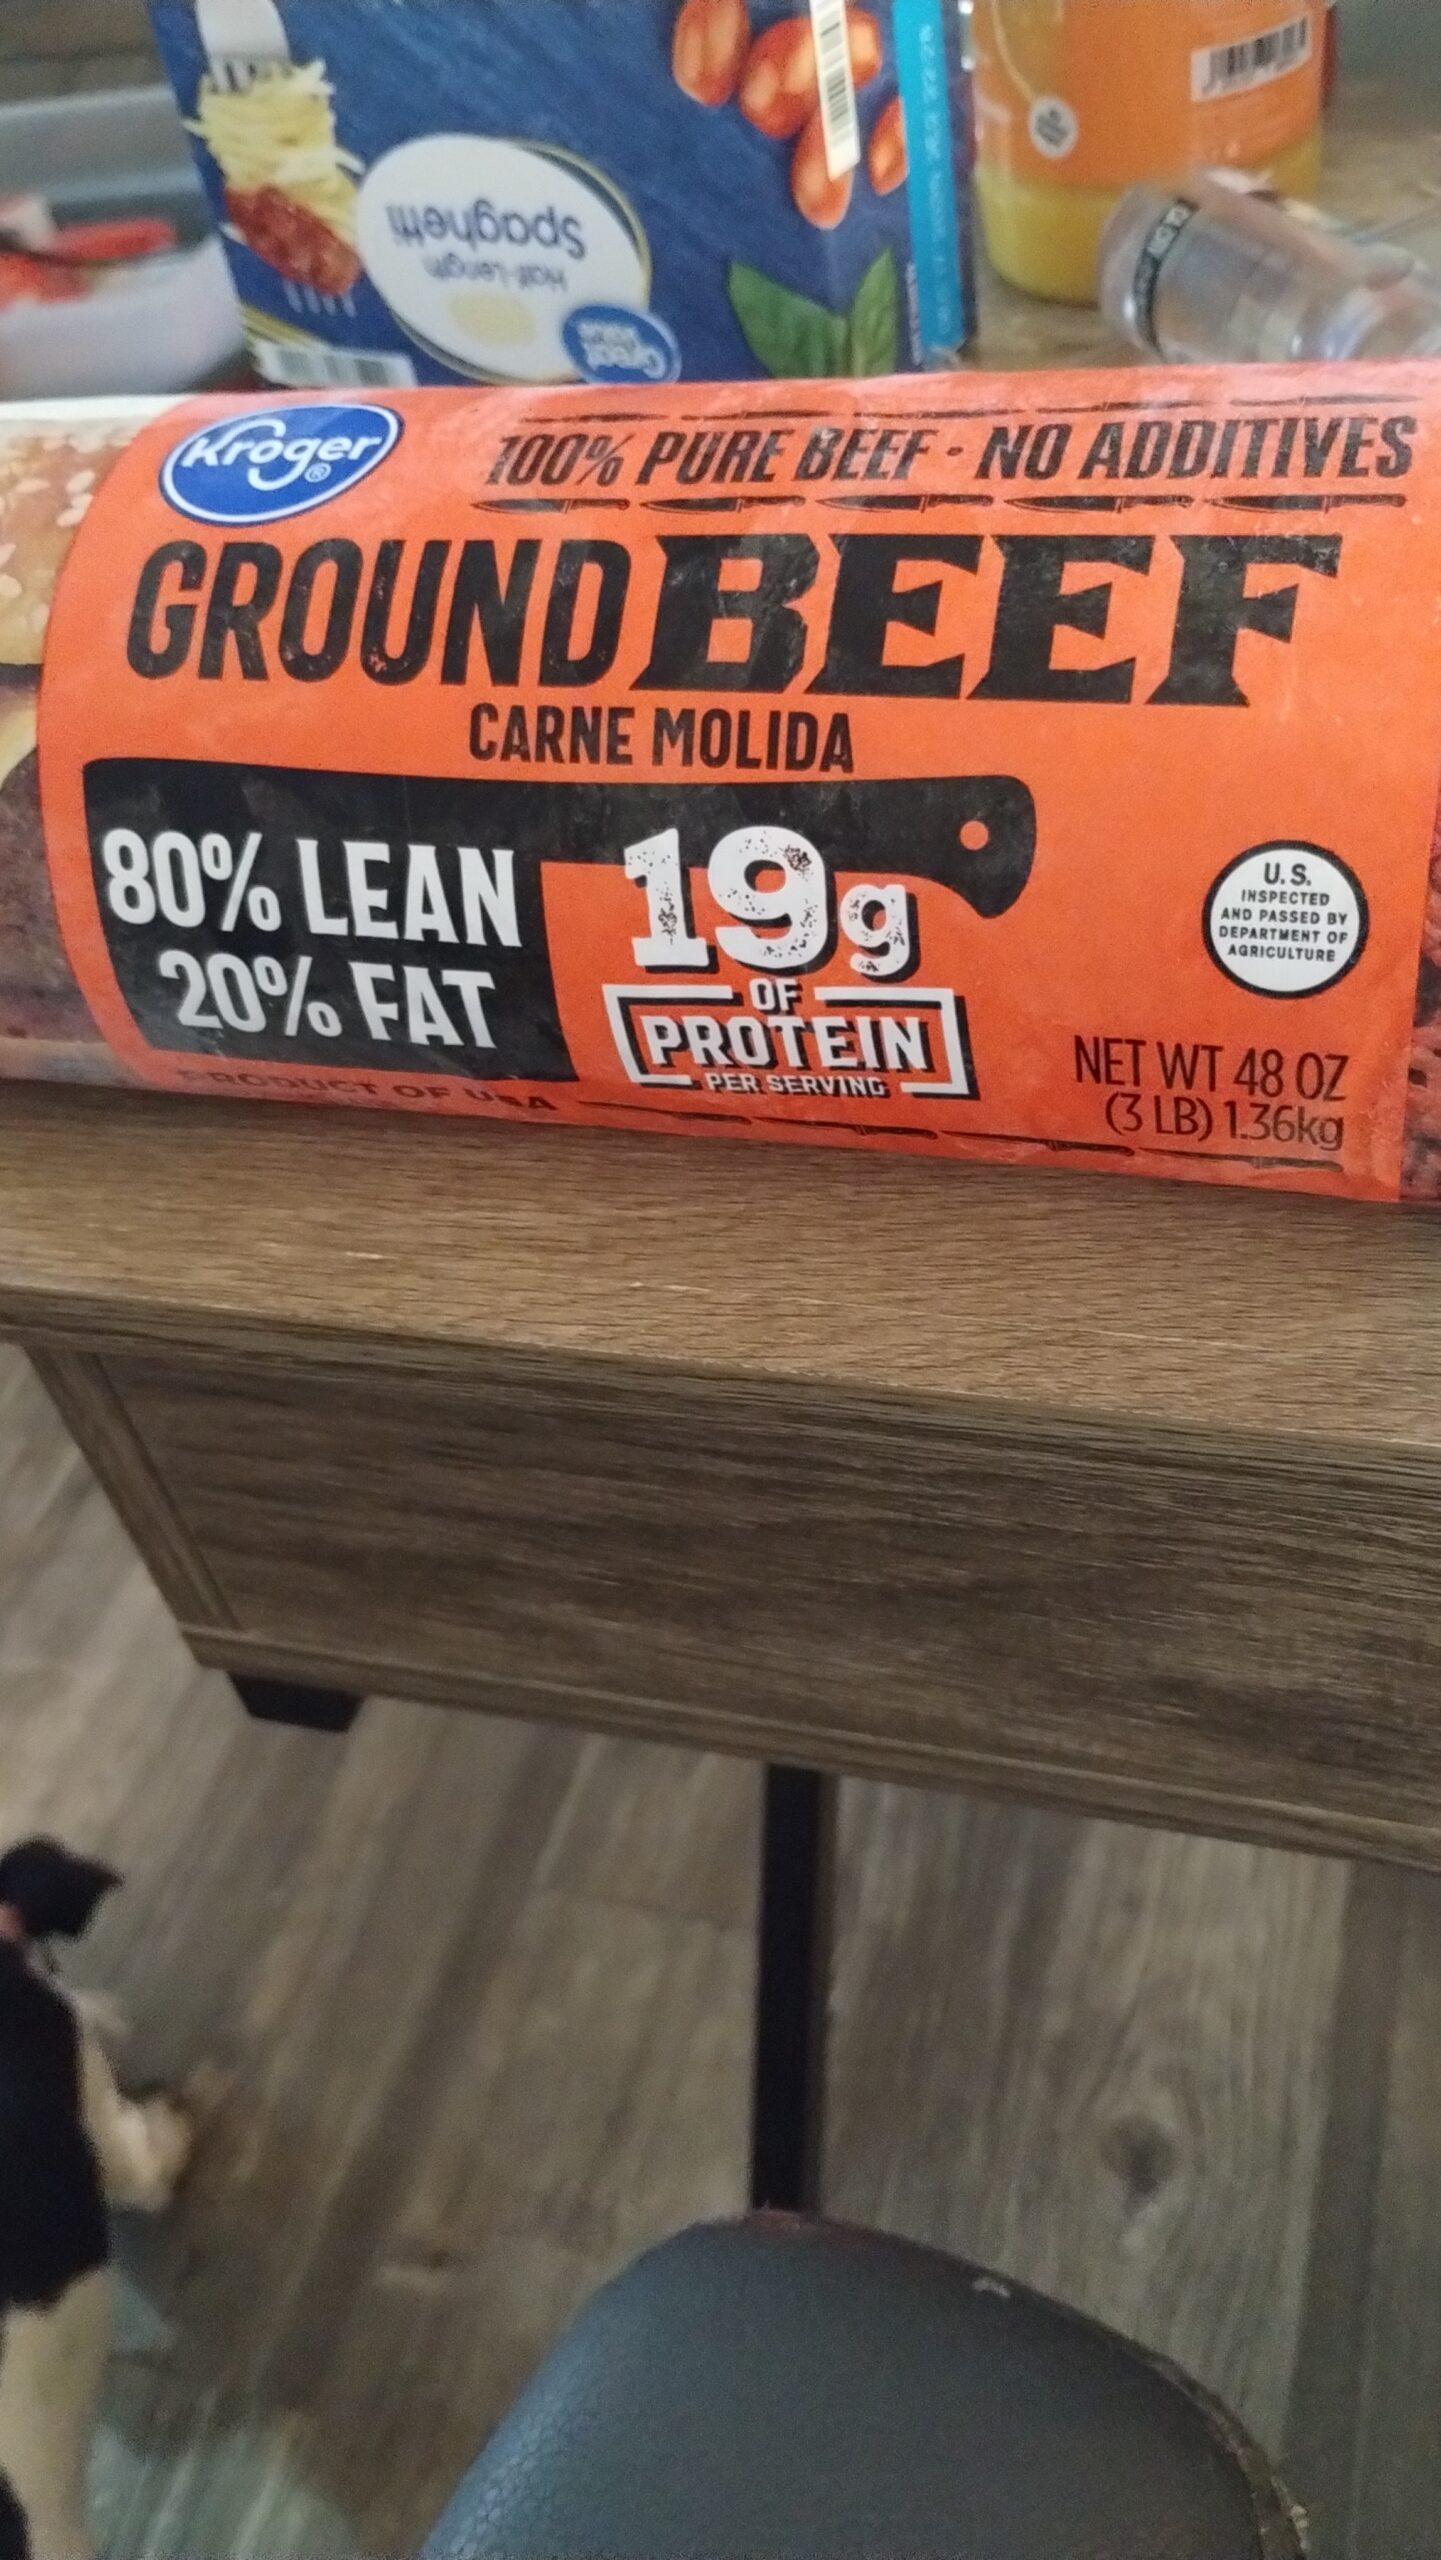 Half-Length
Spaghetti
Great
Value
Kroger®
100% PURE BEEF · NO ADDITIVES
GROUND BEEF
CARNE MOLIDA
80% LEAN
20% FAT
19g
OF
PROTEIN
PER SERVING
U.S.
INSPECTED
AND PASSED BY
DEPARTMENT OF
AGRICULTURE
NET WT 48 OZ
(3 LB) 1.36kg
PRODUCT OF USA